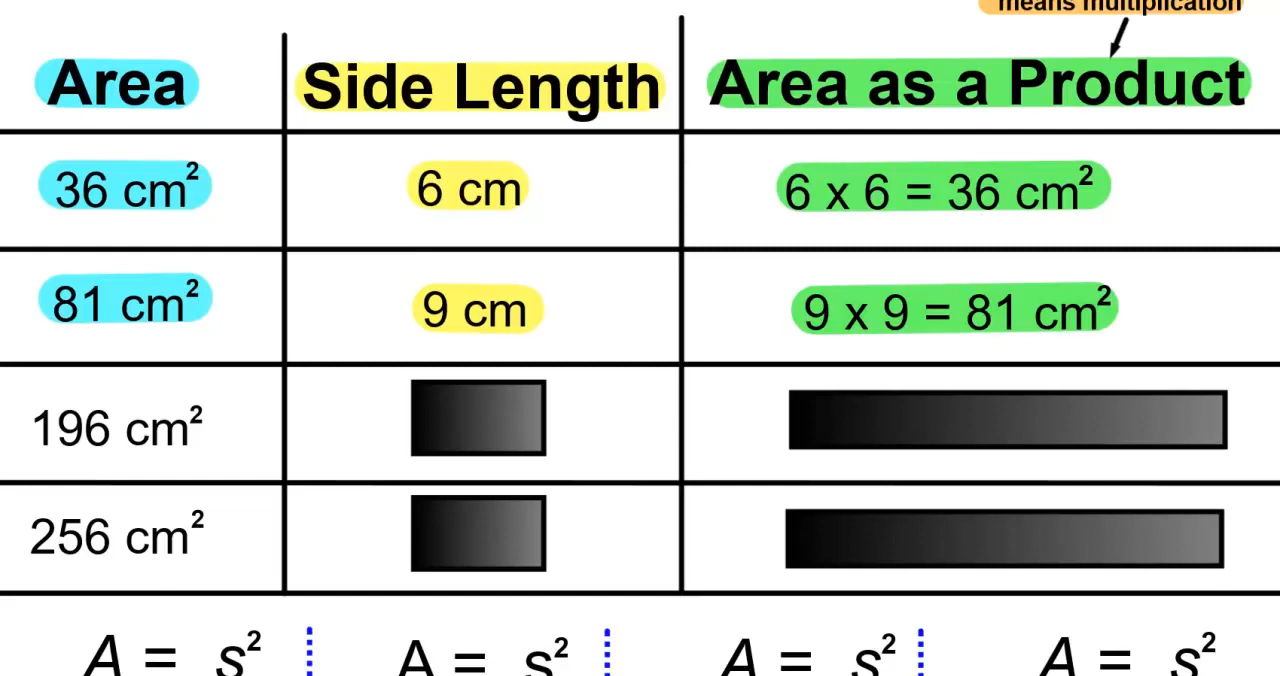 means multiplication
Area Side Length Area as a Product
36 cm² 6 cm 6 x 6 = 36 cm²
81 cm² 9 cm 9 x 9 = 81 cm²
196 cm²
256 cm²
A = s² A = s² A = s² A = s²